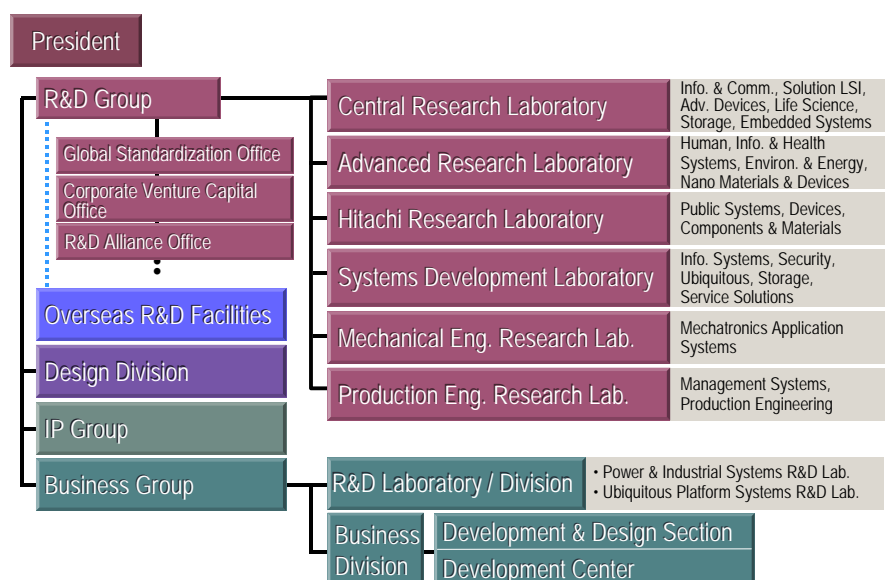 President
R&D Group
Global Standardization Office
Corporate Venture Capital
Office
R&D Alliance Office
Overseas R&D Facilities
Design Division
IP Group
Business Group
Central Research Laboratory
Info. & Comm., Solution LSI,
Adv. Devices, Life Science,
Storage, Embedded Systems
Advanced Research Laboratory
Human, Info. & Health
Systems, Environ. & Energy,
Nano Materials & Devices
Hitachi Research Laboratory
Public Systems, Devices,
Components & Materials
Systems Development Laboratory
Info. Systems, Security,
Ubiquitous, Storage,
Service Solutions
Mechanical Eng. Research Lab.
Mechatronics Application
Systems
Production Eng. Research Lab.
Management Systems,
Production Engineering
R&D Laboratory / Division
• Power & Industrial Systems R&D Lab.
• Ubiquitous Platform Systems R&D Lab.
Business
Division
Development & Design Section
Development Center